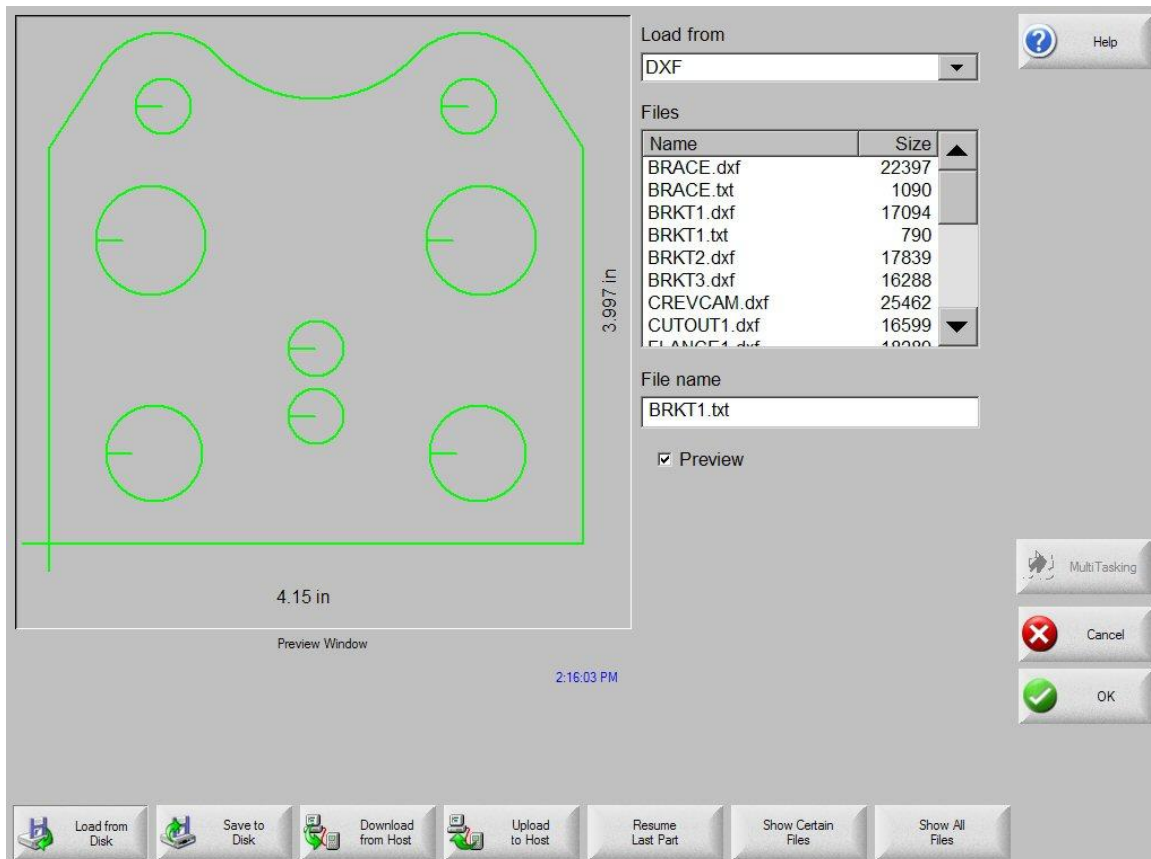 Load from
DXF
Help
Files
Name Size
BRACE.dxf 22397
BRACE.txt 1090
BRKT1.dxf 17094
BRKT1.txt 790
BRKT2.dxf 17839
BRKT3.dxf 16288
CREVCAM.dxf 25462
CUTOUT1.dxf 16599
3.997 in
File name
BRKT1.txt
Preview
4.15 in
Preview Window
2:16:03 PM
MultiTasking
Cancel
OK
Load from
Disk
Save to
Disk
Download
from Host
Upload
to Host
Resume
Last Part
Show Certain
Files
Show All
Files